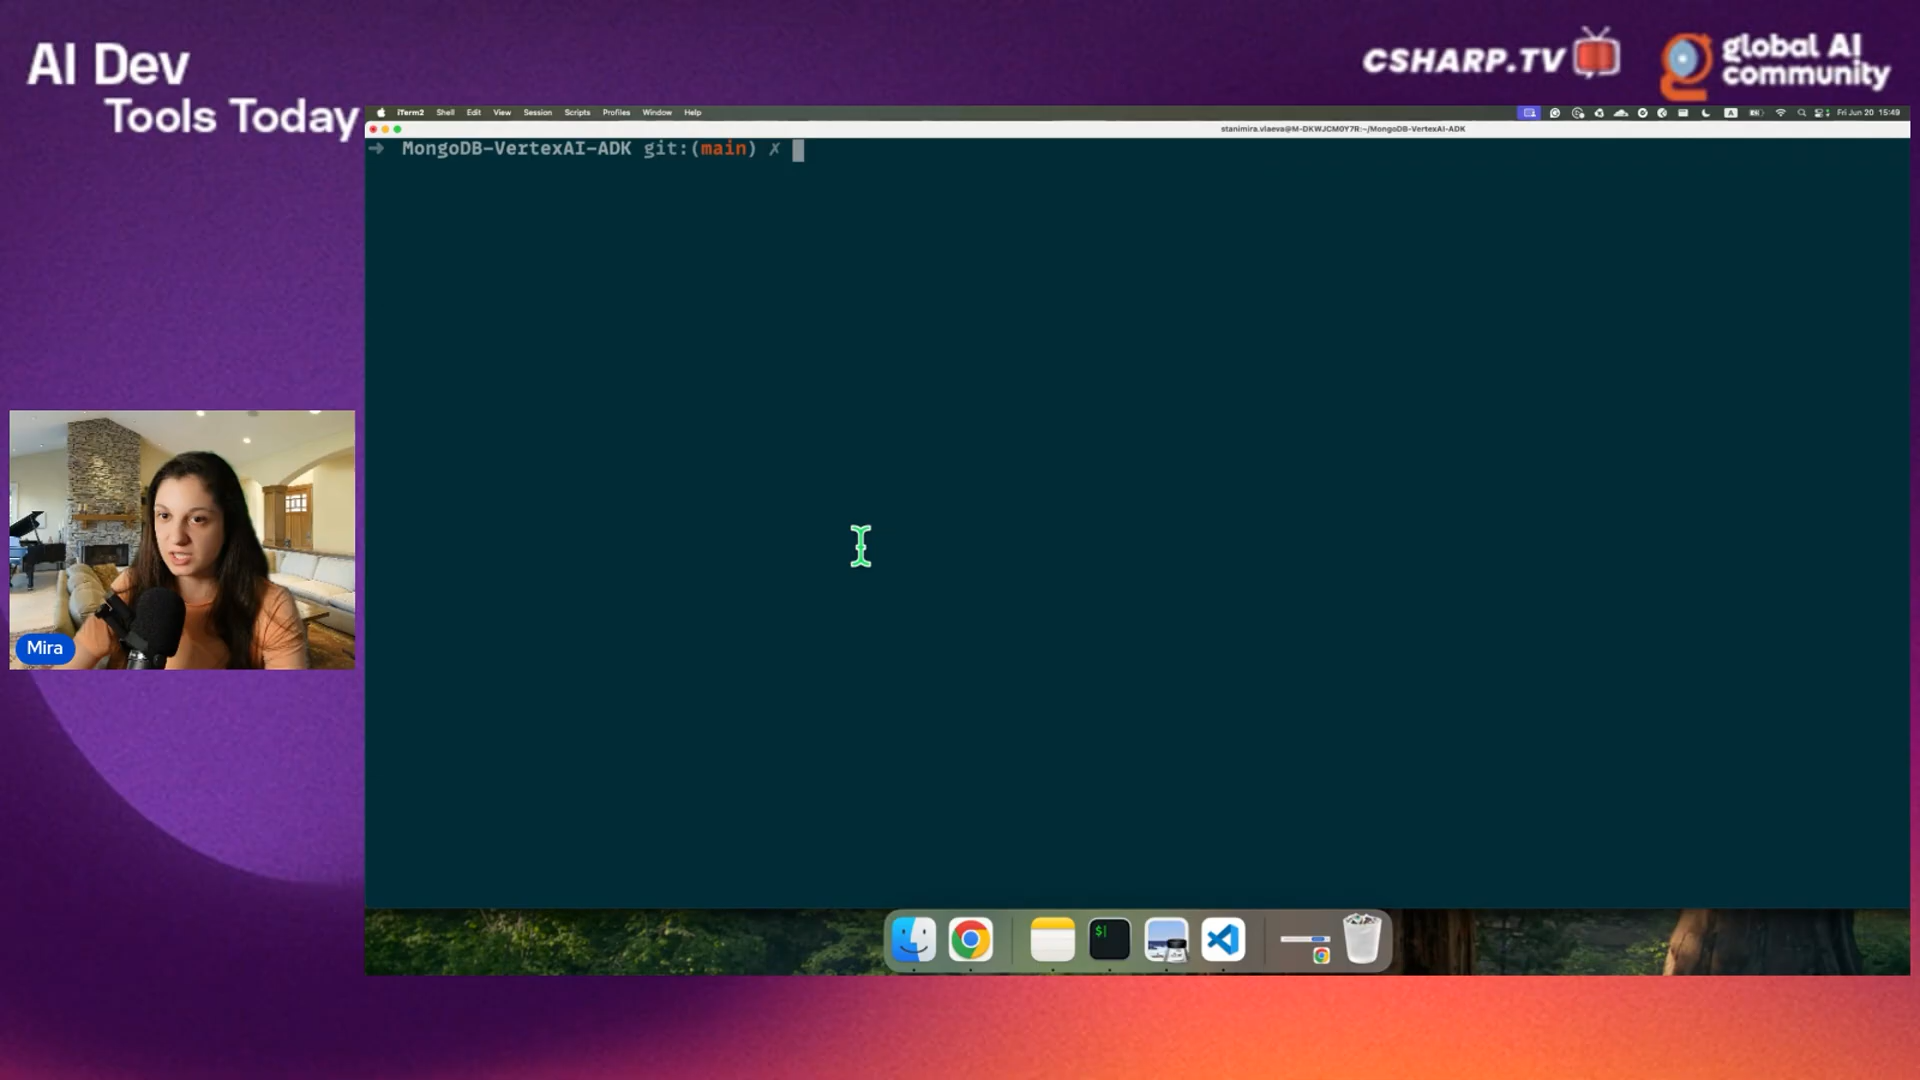 AI Dev
Tools Today
CSHARP.TV
global AI
community
iTerm2 Shell Edit View Session Scripts Profiles Window Help
A
Fri Jun 20 15:49
stanimira.vlaeva@M-DKWJCM0Y7R:~/MongoDB-VertexAI-ADK
➜ MongoDB-VertexAI-ADK git:(main) ✗
Mira
$